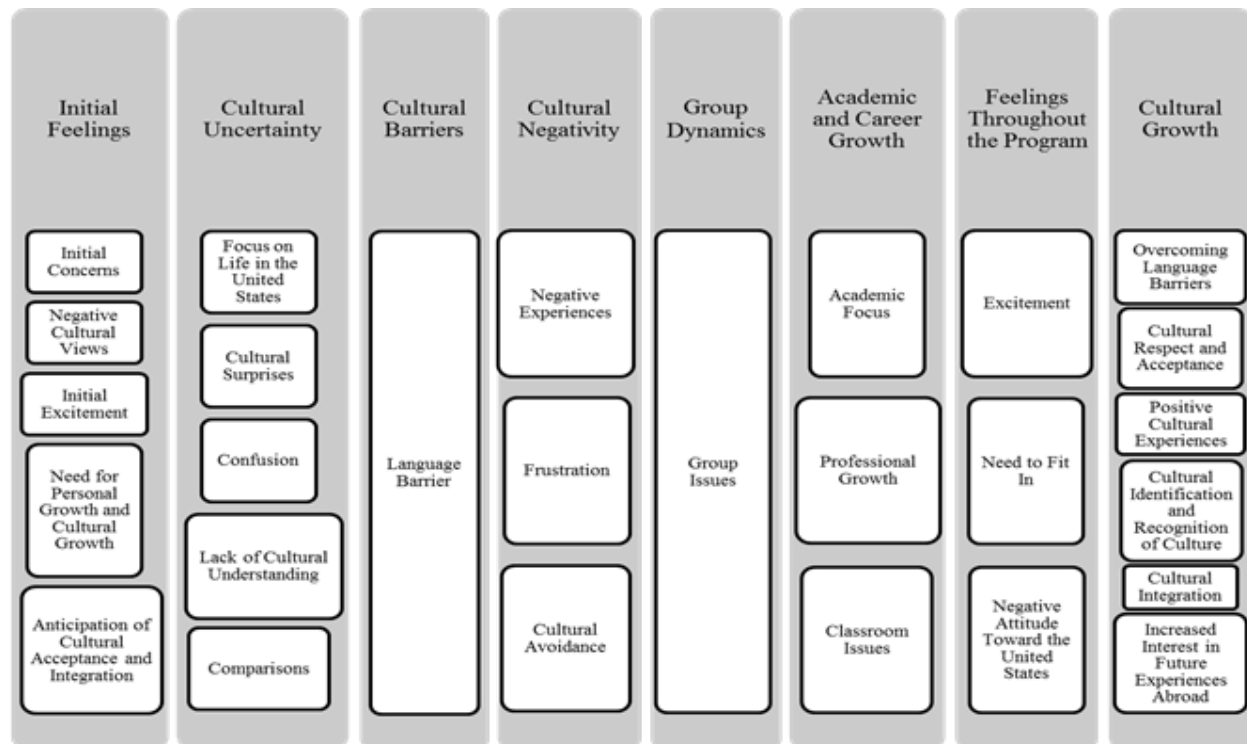 Initial
Feelings
Initial
Concerns
Negative
Cultural
Views
Initial
Excitement
Need for
Personal
Growth and
Cultural
Growth
Anticipation of
Cultural
Acceptance and
Integration
Cultural
Uncertainty
Focus on
Life in the
United
States
Cultural
Surprises
Confusion
Lack of Cultural
Understanding
Comparisons
Cultural
Barriers
Language
Barrier
Cultural
Negativity
Negative
Experiences
Frustration
Cultural
Avoidance
Group
Dynamics
Group
Issues
Academic
and Career
Growth
Academic
Focus
Professional
Growth
Classroom
Issues
Feelings
Throughout
the Program
Excitement
Need to Fit
In
Negative
Attitude
Toward the
United
States
Cultural
Growth
Overcoming
Language
Barriers
Cultural
Respect and
Acceptance
Positive
Cultural
Experiences
Cultural
Identification
and
Recognition
of Culture
Cultural
Integration
Increased
Interest in
Future
Experiences
Abroad